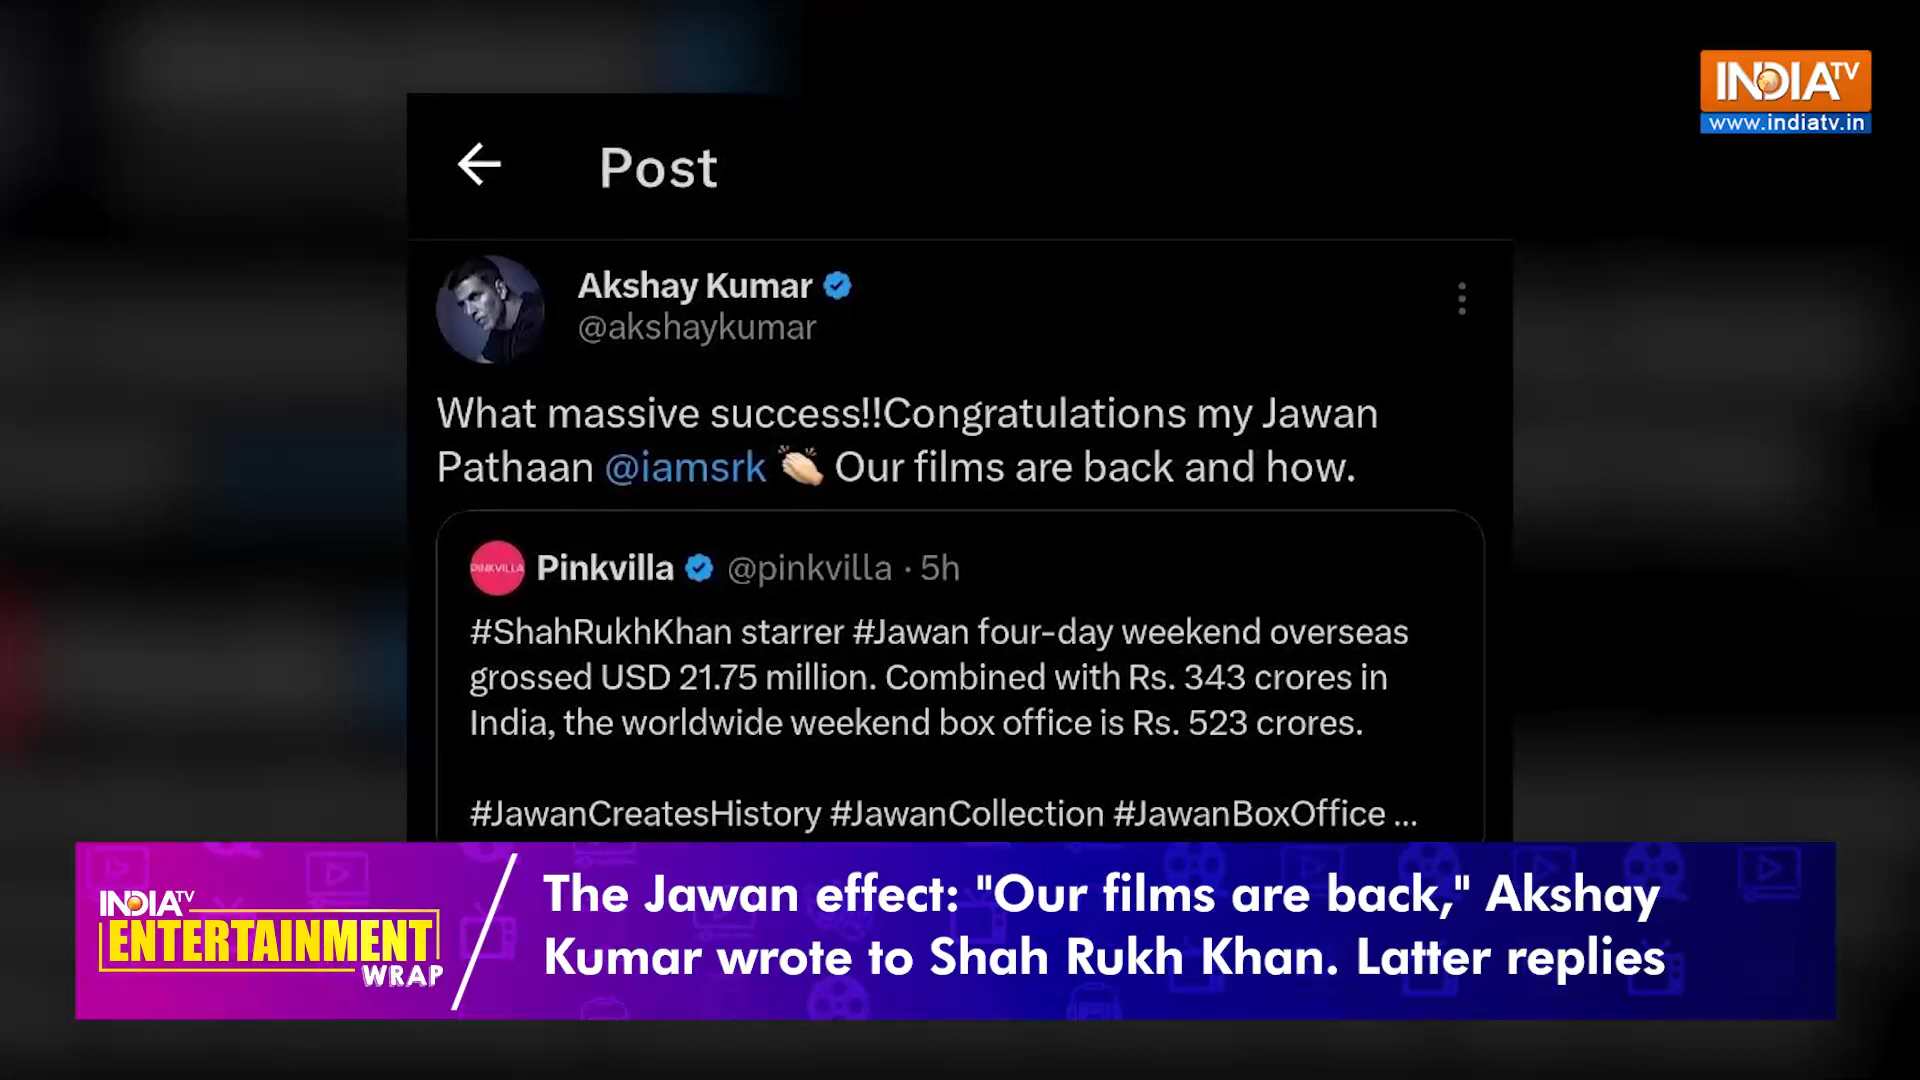 INDIA TV
www.indiatv.in
Post
Akshay Kumar
@akshaykumar
What massive success!!Congratulations my Jawan
Pathaan @iamsrk 👏🏻 Our films are back and how.
PINKVILLA
Pinkvilla @pinkvilla · 5h
#ShahRukhKhan starrer #Jawan four-day weekend overseas
grossed USD 21.75 million. Combined with Rs. 343 crores in
India, the worldwide weekend box office is Rs. 523 crores.
#JawanCreatesHistory #JawanCollection #JawanBoxOffice ...
INDIA TV
ENTERTAINMENT
WRAP
The Jawan effect: "Our films are back," Akshay
Kumar wrote to Shah Rukh Khan. Latter replies